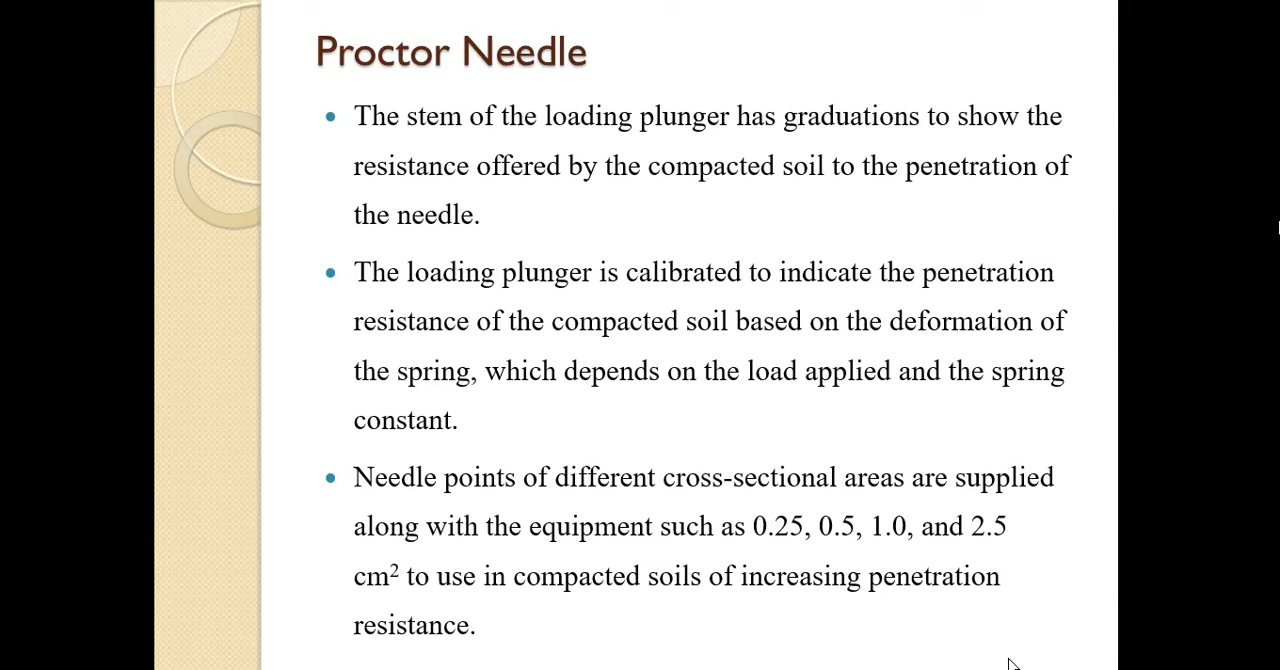 Proctor Needle
• The stem of the loading plunger has graduations to show the
resistance offered by the compacted soil to the penetration of
the needle.
• The loading plunger is calibrated to indicate the penetration
resistance of the compacted soil based on the deformation of
the spring, which depends on the load applied and the spring
constant.
• Needle points of different cross-sectional areas are supplied
along with the equipment such as 0.25, 0.5, 1.0, and 2.5
cm² to use in compacted soils of increasing penetration
resistance.